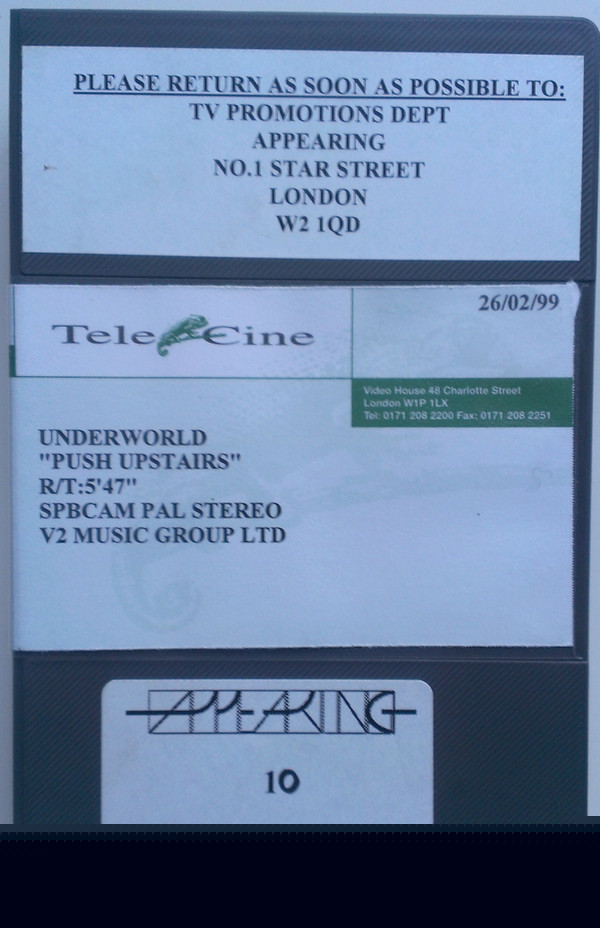 PLEASE RETURN AS SOON AS POSSIBLE TO:
TV PROMOTIONS DEPT
APPEARING
NO.1 STAR STREET
LONDON
W2 1QD
26/02/99
Tele Cine
Video House 48 Charlotte Street
London W1P 1LX
Tel: 0171 208 2200 Fax: 0171 208 2251
UNDERWORLD
"PUSH UPSTAIRS"
R/T:5'47"
SPBCAM PAL STEREO
V2 MUSIC GROUP LTD
APPEARING
10